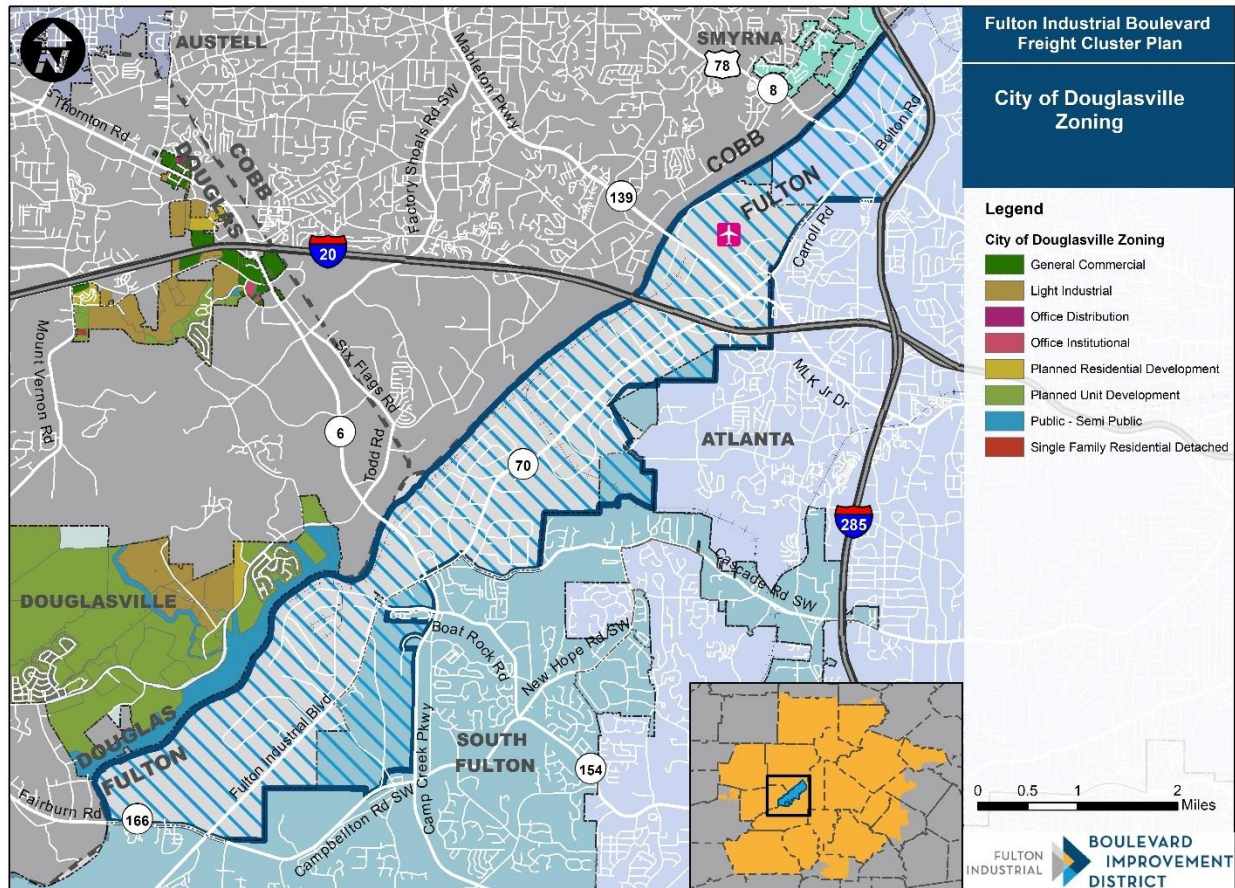 Fulton Industrial Boulevard
Freight Cluster Plan
City of Douglasville
Zoning
Legend
City of Douglasville Zoning
General Commercial
Light Industrial
Office Distribution
Office Institutional
Planned Residential Development
Planned Unit Development
Public - Semi Public
Single Family Residential Detached
N
AUSTELL
SMYRNA
78
8
Mableton Pkwy
Thornton Rd
Factory Shoals Rd SW
Bolton Rd
COBB
DOUGLAS
COBB
FULTON
139
Carroll Rd
20
Mount Vernon Rd
Six Flags Rd
MLK Jr Dr
6
Todd Rd
70
ATLANTA
285
Cascade Rd SW
DOUGLASVILLE
Boat Rock Rd
New Hope Rd SW
DOUGLAS
FULTON
Fulton Industrial Blvd
SOUTH
FULTON
Camp Creek Pkwy
154
Fairburn Rd
166
Campbellton Rd SW
0 0.5 1 2
Miles
FULTON
INDUSTRIAL
BOULEVARD
IMPROVEMENT
DISTRICT